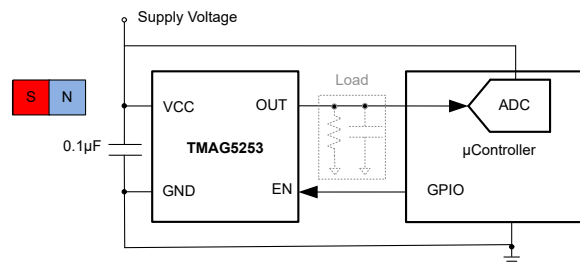 Supply Voltage
S N
VCC
OUT
Load
ADC
0.1µF
TMAG5253
µController
GND
EN
GPIO